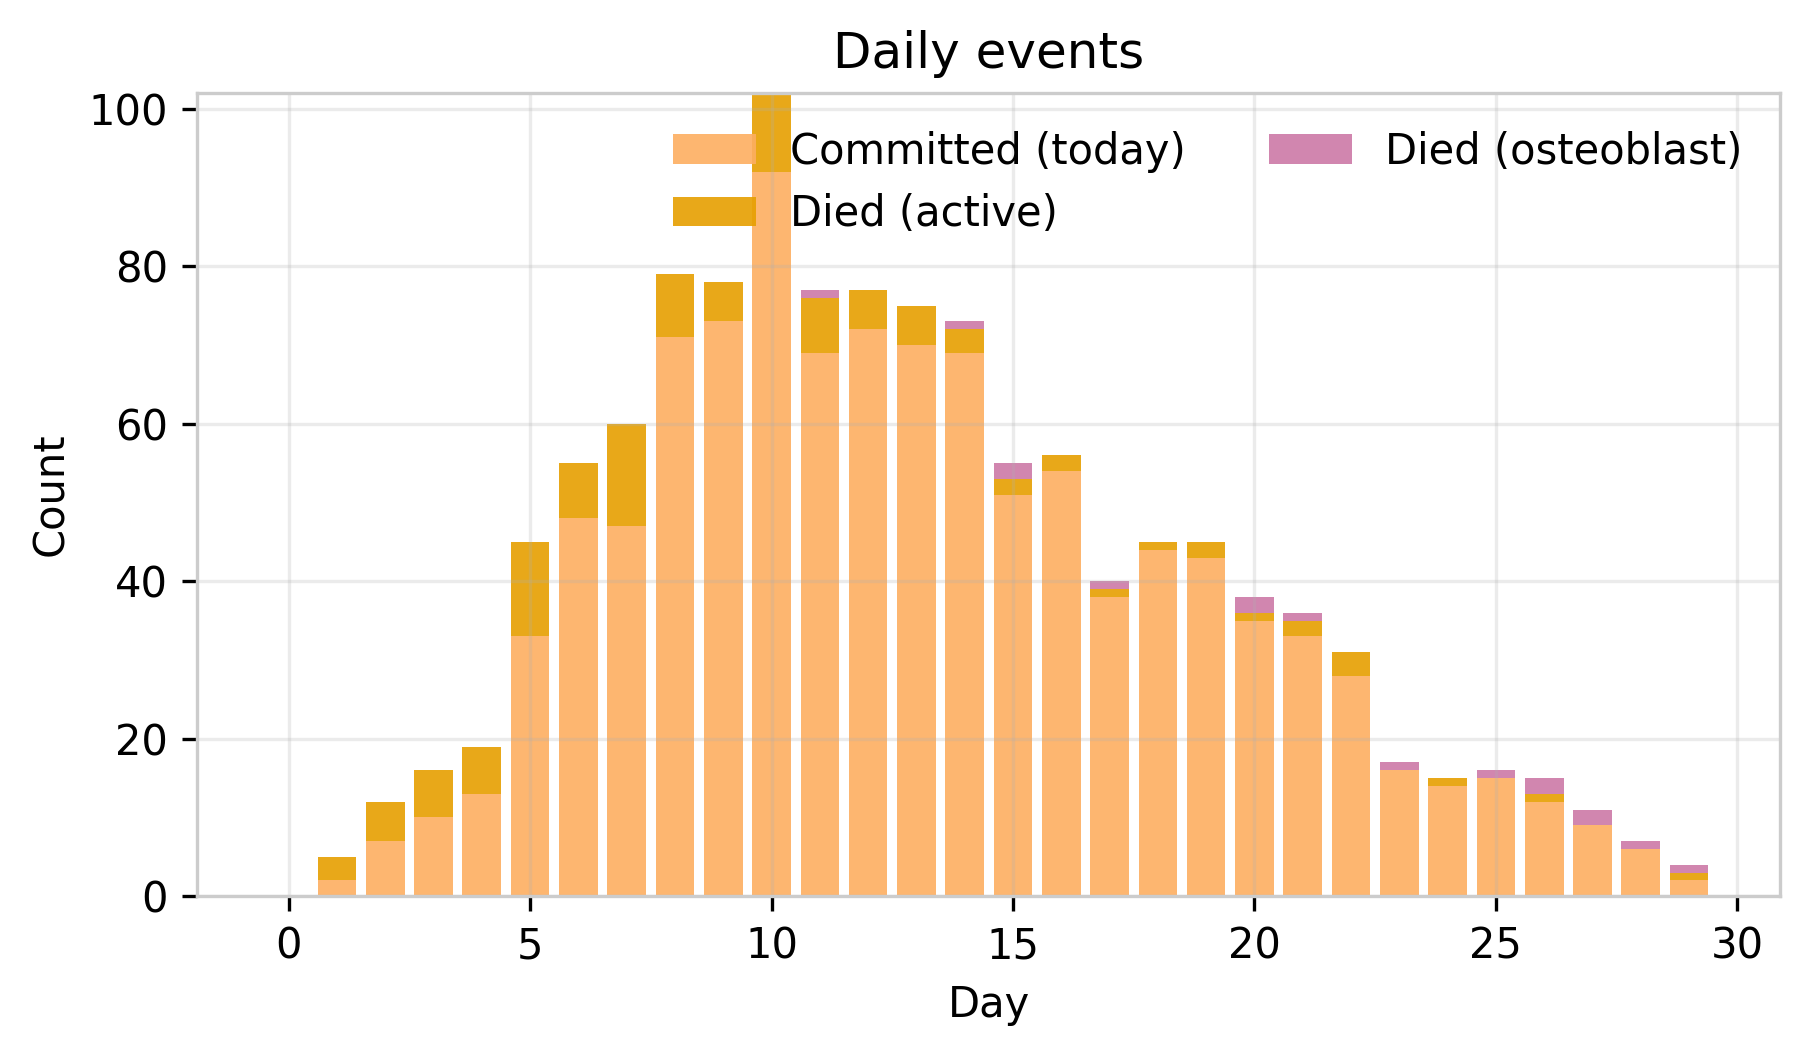 Daily events
Committed (today)
Died (active)
Died (osteoblast)
Count
100
80
60
40
20
0
0 5 10 15 20 25 30
Day